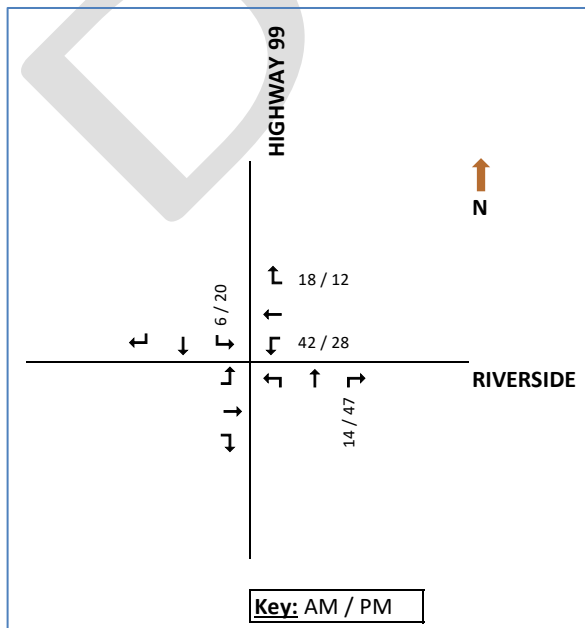 HIGHWAY 99
N
18 / 12
6 / 20
42 / 28
RIVERSIDE
14 / 47
Key: AM / PM